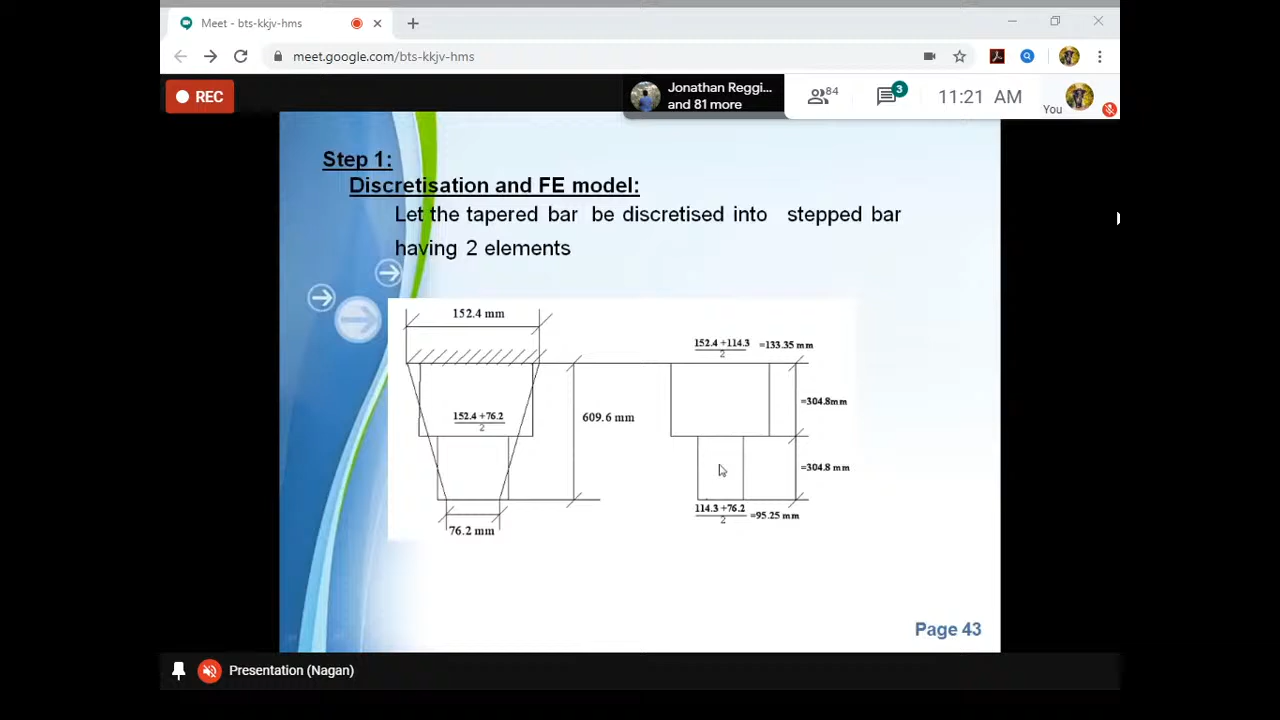 Meet - bts-kkjv-hms
meet.google.com/bts-kkjv-hms
REC
Jonathan Reggi...
and 81 more
84
3
11:21 AM
You
Step 1:
Discretisation and FE model:
Let the tapered bar be discretised into stepped bar
having 2 elements
152.4 mm
152.4 +114.3
2
=133.35 mm
152.4 +76.2
2
609.6 mm
=304.8mm
=304.8 mm
76.2 mm
114.3 +76.2
2
=95.25 mm
Page 43
Presentation (Nagan)